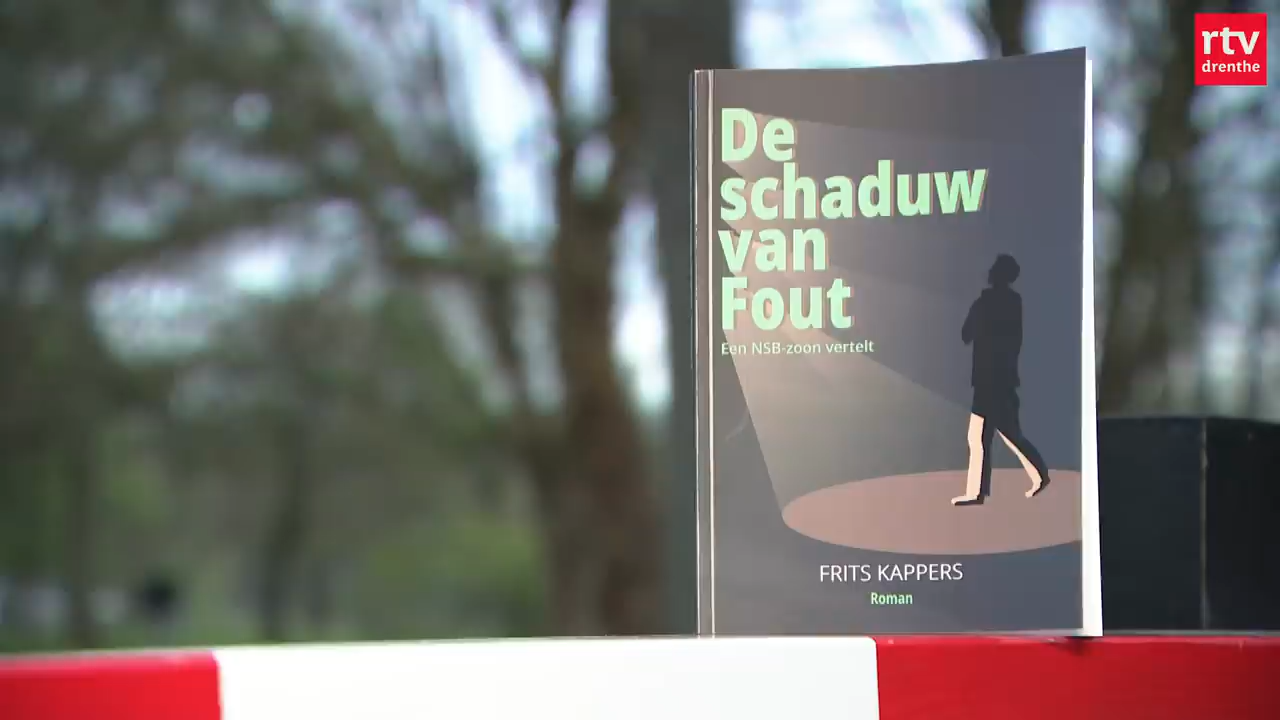 rtv
drenthe
De
schaduw
van
Fout
Een NSB-zoon vertelt
FRITS KAPPERS
Roman